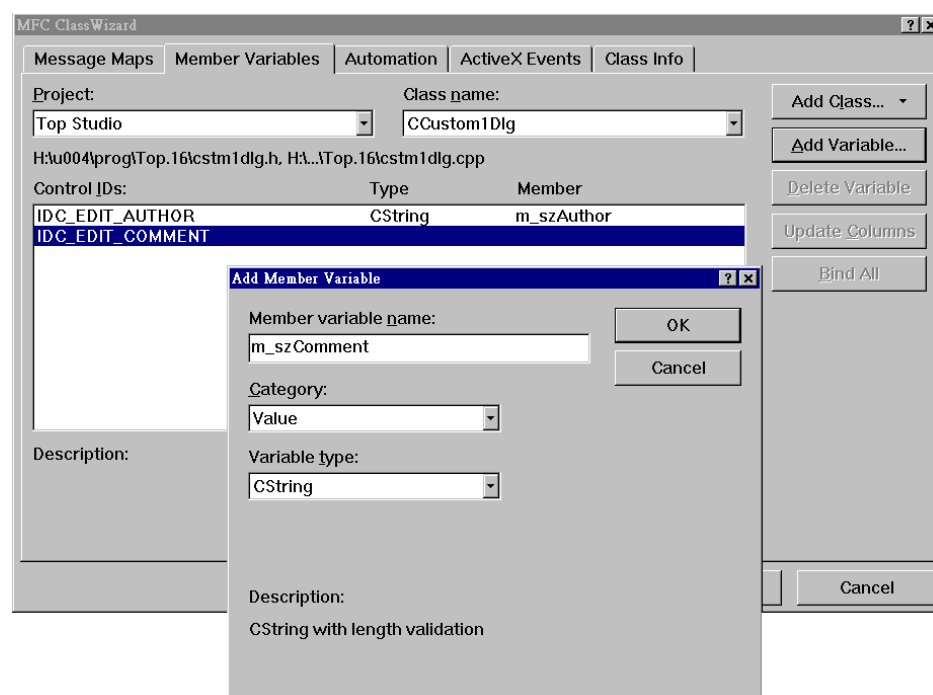 MFC ClassWizard
Message Maps Member Variables Automation ActiveX Events Class Info
Project:
Top Studio
Class name:
CCustom1Dlg
Add Class...
Add Variable...
H:\u004\prog\Top.16\cstm1dlg.h, H:\...\Top.16\cstm1dlg.cpp
Control IDs: Type Member
Delete Variable
IDC_EDIT_AUTHOR CString m_szAuthor
IDC_EDIT_COMMENT
Update Columns
Bind All
Add Member Variable
Member variable name:
m_szComment
OK
Cancel
Category:
Value
Variable type:
CString
Description:
Description:
CString with length validation
Cancel